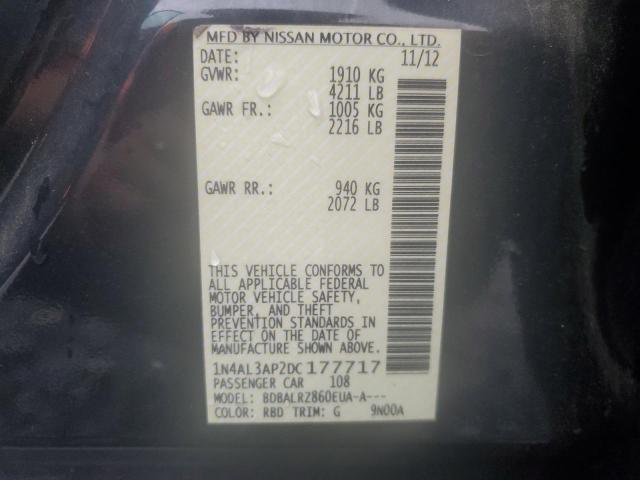 MFD BY NISSAN MOTOR CO., LTD.
DATE: 11/12
GVWR: 1910 KG
4211 LB
GAWR FR.: 1005 KG
2216 LB
GAWR RR.: 940 KG
2072 LB
THIS VEHICLE CONFORMS TO
ALL APPLICABLE FEDERAL
MOTOR VEHICLE SAFETY,
BUMPER, AND THEFT
PREVENTION STANDARDS IN
EFFECT ON THE DATE OF
MANUFACTURE SHOWN ABOVE.
1N4AL3AP2DC177717
PASSENGER CAR 108
MODEL: BDBALRZ860EUA-A---
COLOR: RBD TRIM: G 9N00A